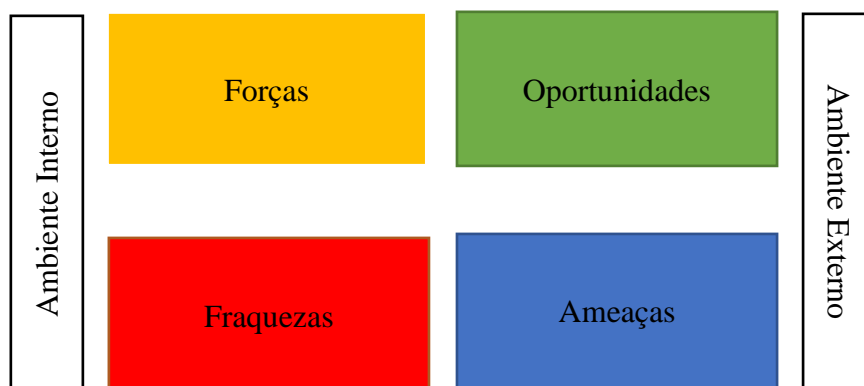 Ambiente Interno
Forças
Oportunidades
Fraquezas
Ameaças
Ambiente Externo